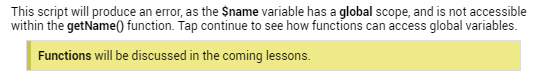 This script will produce an error, as the $name variable has a global scope, and is not accessible
within the getName() function. Tap continue to see how functions can access global variables.
Functions will be discussed in the coming lessons.